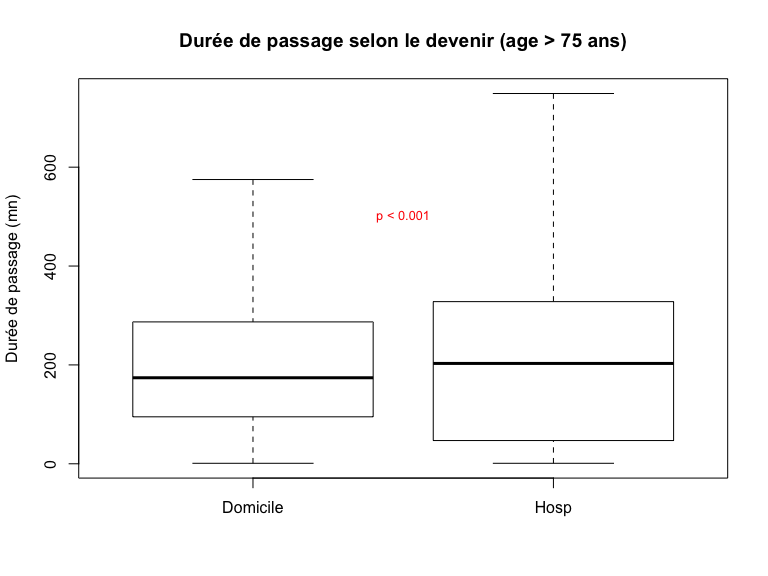 Durée de passage selon le devenir (age > 75 ans)
Durée de passage (mn)
600
400
200
0
p < 0.001
Domicile
Hosp